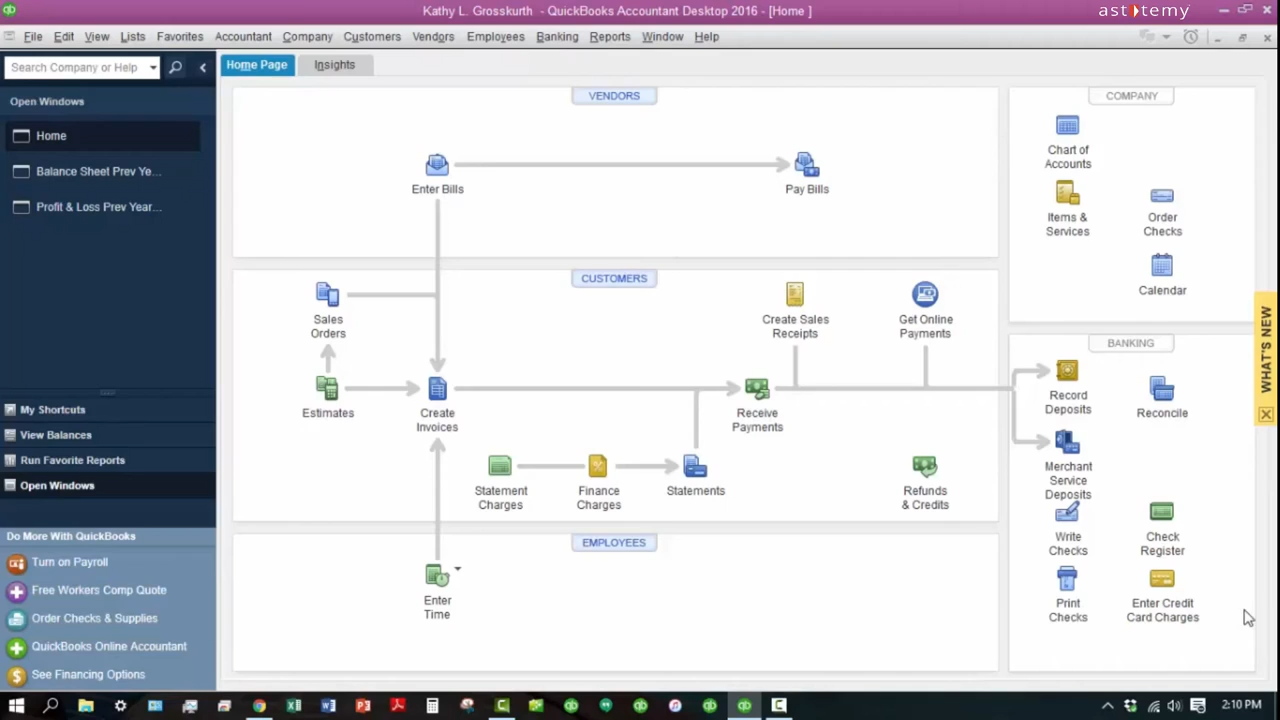 Kathy L. Grosskurth - QuickBooks Accountant Desktop 2016 - [Home ]
astutemy
File Edit View Lists Favorites Accountant Company Customers Vendors Employees Banking Reports Window Help
Search Company or Help
Home Page
Insights
Open Windows
Home
Balance Sheet Prev Ye...
Profit & Loss Prev Year...
My Shortcuts
View Balances
Run Favorite Reports
Open Windows
Do More With QuickBooks
Turn on Payroll
Free Workers Comp Quote
Order Checks & Supplies
QuickBooks Online Accountant
See Financing Options
VENDORS
Enter Bills
Pay Bills
CUSTOMERS
Sales
Orders
Create Sales
Receipts
Get Online
Payments
Estimates
Create
Invoices
Receive
Payments
Statement
Charges
Finance
Charges
Statements
Refunds
& Credits
EMPLOYEES
Enter
Time
COMPANY
Chart of
Accounts
Items &
Services
Order
Checks
Calendar
BANKING
Record
Deposits
Reconcile
Merchant
Service
Deposits
Write
Checks
Check
Register
Print
Checks
Enter Credit
Card Charges
WHAT'S NEW
2:10 PM